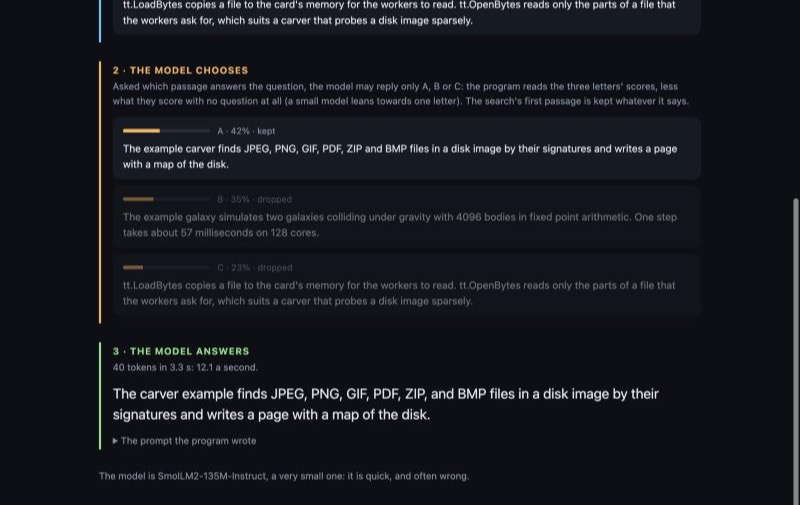 tt.LoadBytes copies a file to the card's memory for the workers to read. tt.OpenBytes reads only the parts of a file that
the workers ask for, which suits a carver that probes a disk image sparsely.
2 · THE MODEL CHOOSES
Asked which passage answers the question, the model may reply only A, B or C: the program reads the three letters' scores, less
what they score with no question at all (a small model leans towards one letter). The search's first passage is kept whatever it says.
A · 42% · kept
The example carver finds JPEG, PNG, GIF, PDF, ZIP and BMP files in a disk image by their signatures and writes a page
with a map of the disk.
B · 35% · dropped
The example galaxy simulates two galaxies colliding under gravity with 4096 bodies in fixed point arithmetic. One step
takes about 57 milliseconds on 128 cores.
C · 23% · dropped
tt.LoadBytes copies a file to the card's memory for the workers to read. tt.OpenBytes reads only the parts of a file that
the workers ask for, which suits a carver that probes a disk image sparsely.
3 · THE MODEL ANSWERS
40 tokens in 3.3 s: 12.1 a second.
The carver example finds JPEG, PNG, GIF, PDF, ZIP, and BMP files in a disk image by their
signatures and writes a page with a map of the disk.
▸ The prompt the program wrote
The model is SmolLM2-135M-Instruct, a very small one: it is quick, and often wrong.